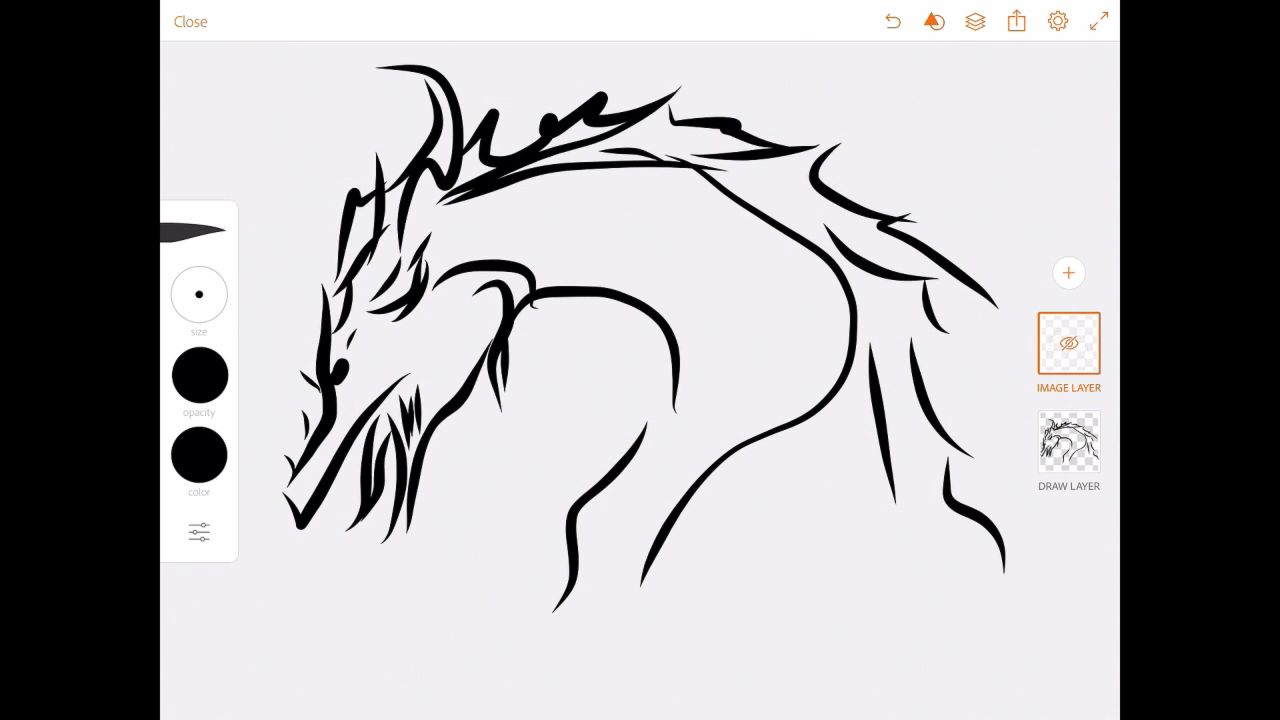 Close
size
opacity
color
IMAGE LAYER
DRAW LAYER